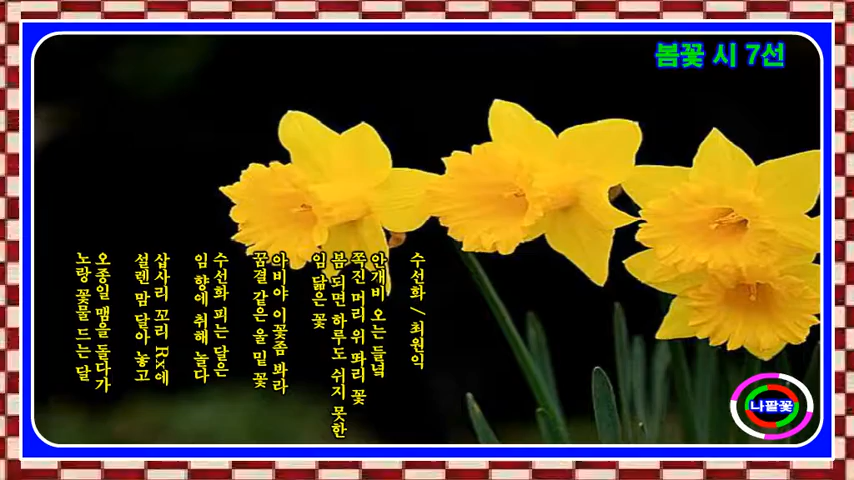 봄꽃 시 7선
수선화 / 최원익
안개비 오는 들녘
쪽진 머리 위 똬리 꽃
봄 되면 하루도 쉬지 못한
임 닮은 꽃
아비야 이꽃좀 봐라
꿈결 같은 울 밑 꽃
수선화 피는 달은
임 향에 취해 놀다
삽사리 꼬리 Rx에
설렌 맘 달아 놓고
오종일 맴을 돌다가
노랑 꽃물 드는 달
나팔꽃